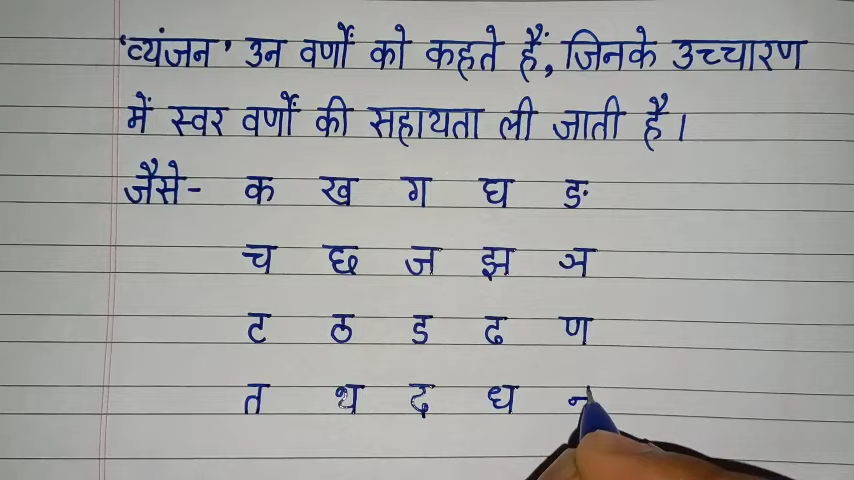 'व्यंजन' उन वर्णों को कहते हैं, जिनके उच्चारण
में स्वर वर्णों की सहायता ली जाती है।
जैसे- क ख ग घ ङ
च छ ज झ ञ
ट ठ ड ढ ण
त थ द ध न